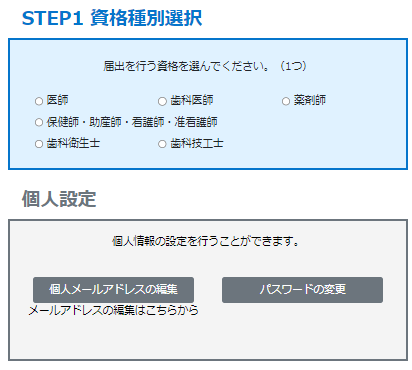 STEP1 資格種別選択
届出を行う資格を選んでください。（1つ）
医師 歯科医師 薬剤師
保健師・助産師・看護師・准看護師
歯科衛生士 歯科技工士
個人設定
個人情報の設定を行うことができます。
個人メールアドレスの編集 パスワードの変更
メールアドレスの編集はこちらから